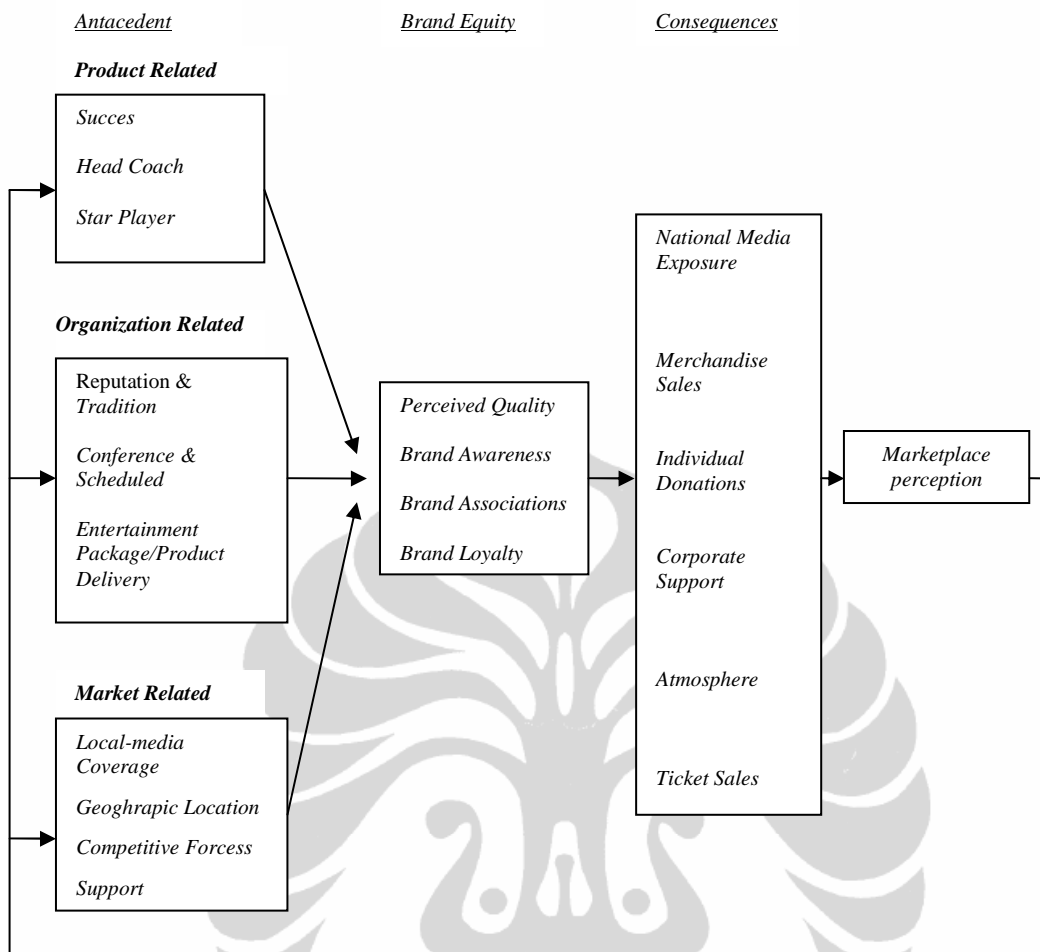 Antacedent
Brand Equity
Consequences
Product Related
Succes
Head Coach
Star Player
Organization Related
Reputation &
Tradition
Conference &
Scheduled
Entertainment
Package/Product
Delivery
Market Related
Local-media
Coverage
Geoghrapic Location
Competitive Forcess
Support
Perceived Quality
Brand Awareness
Brand Associations
Brand Loyalty
National Media
Exposure
Merchandise
Sales
Individual
Donations
Corporate
Support
Atmosphere
Ticket Sales
Marketplace
perception